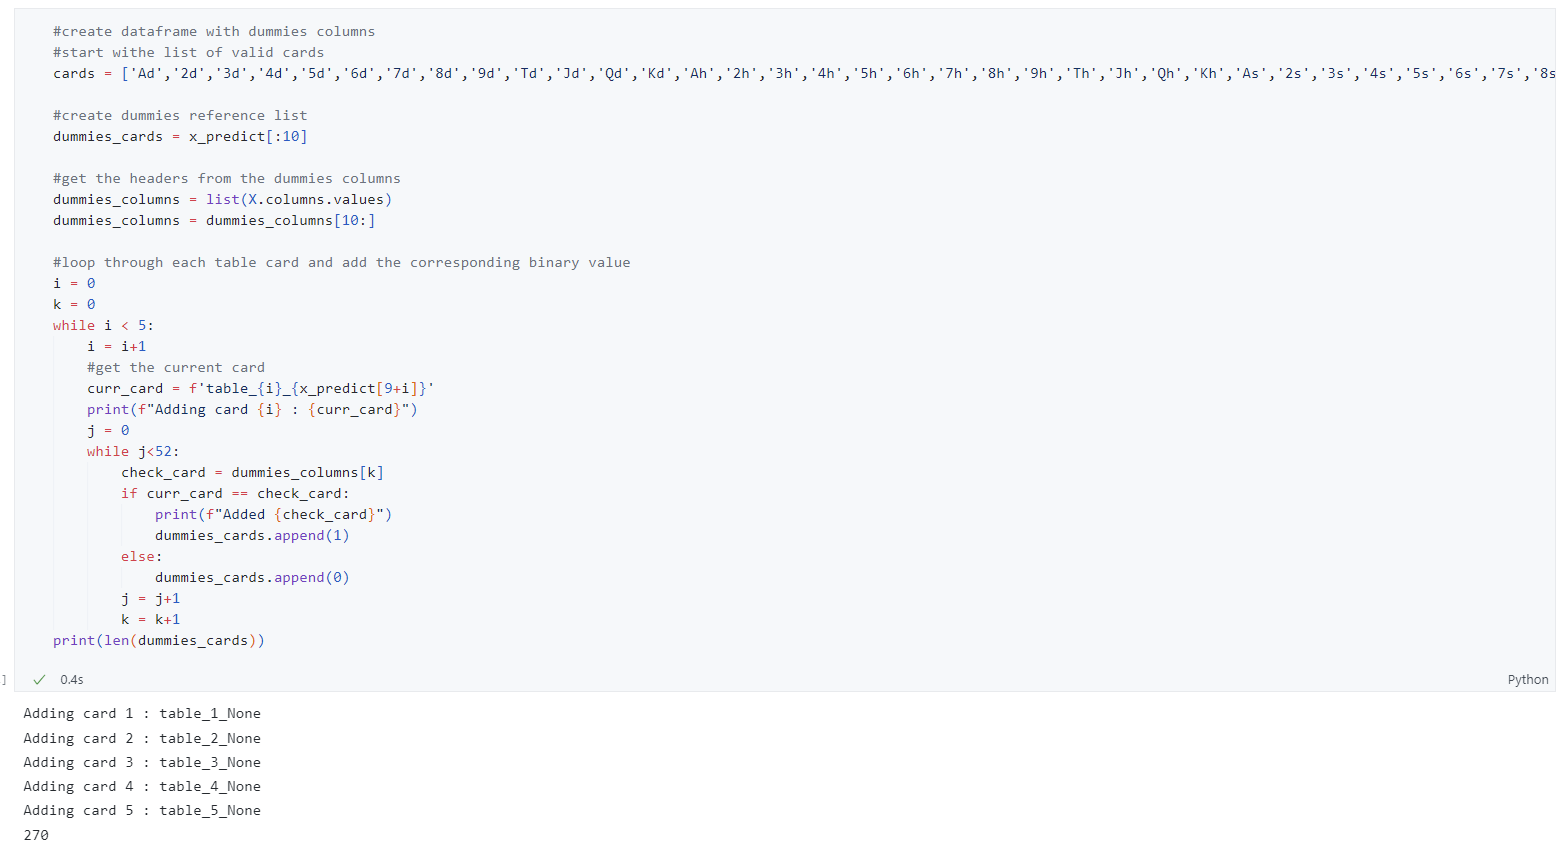 #create dataframe with dummies columns
#start withe list of valid cards
cards = ['Ad','2d','3d','4d','5d','6d','7d','8d','9d','Td','Jd','Qd','Kd','Ah','2h','3h','4h','5h','6h','7h','8h','9h','Th','Jh','Qh','Kh','As','2s','3s','4s','5s','6s','7s','8s
#create dummies reference list
dummies_cards = x_predict[:10]
#get the headers from the dummies columns
dummies_columns = list(X.columns.values)
dummies_columns = dummies_columns[10:]
#loop through each table card and add the corresponding binary value
i = 0
k = 0
while i < 5:
    i = i+1
    #get the current card
    curr_card = f'table_{i}_{x_predict[9+i]}'
    print(f"Adding card {i} : {curr_card}")
    j = 0
    while j<52:
        check_card = dummies_columns[k]
        if curr_card == check_card:
            print(f"Added {check_card}")
            dummies_cards.append(1)
        else:
            dummies_cards.append(0)
        j = j+1
        k = k+1
print(len(dummies_cards))
] ✓ 0.4s Python
Adding card 1 : table_1_None
Adding card 2 : table_2_None
Adding card 3 : table_3_None
Adding card 4 : table_4_None
Adding card 5 : table_5_None
270